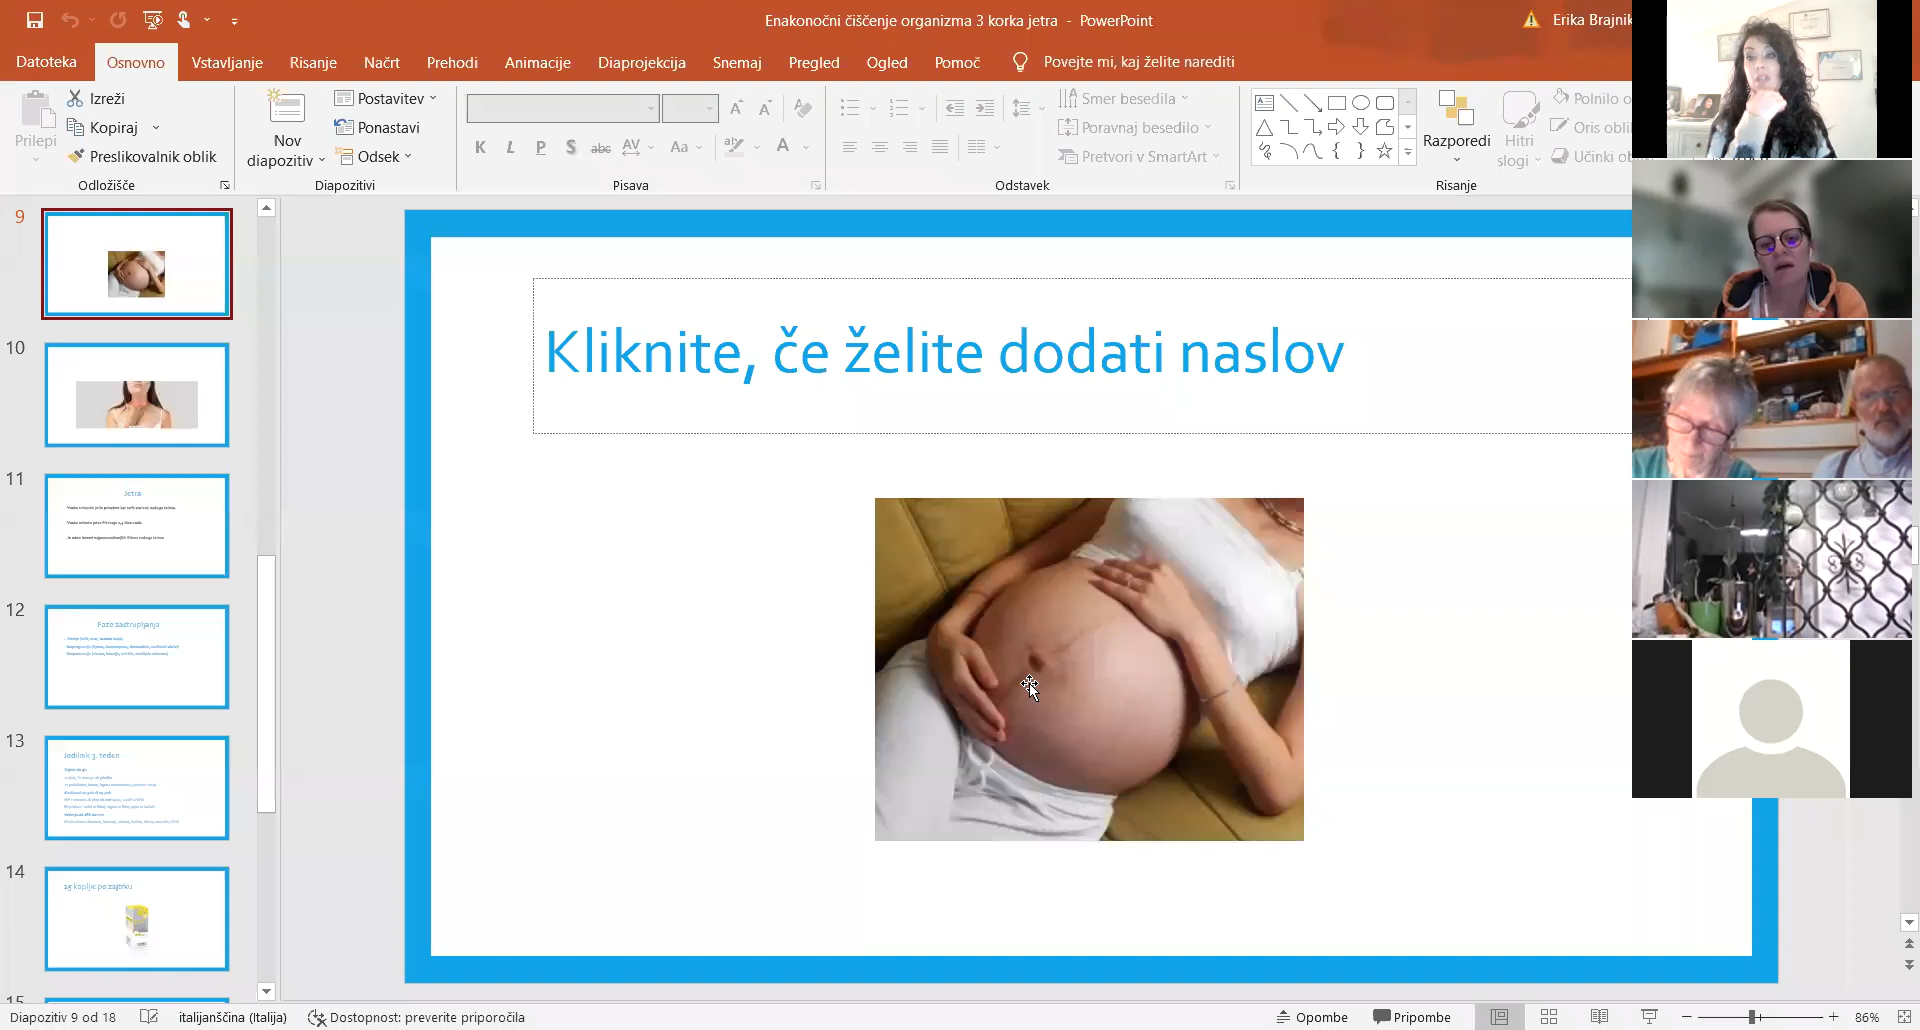 Enakonočni čiščenje organizma 3 korka jetra - PowerPoint
Erika Brajnik
Datoteka Osnovno Vstavljanje Risanje Načrt Prehodi Animacije Diaprojekcija Snemaj Pregled Ogled Pomoč Povejte mi, kaj želite narediti
Prilepi
Izreži
Kopiraj
Preslikovalnik oblik
Odložišče
Nov
diapozitiv
Postavitev
Ponastavi
Odsek
Diapozitivi
K L P S abc AV Aa A
Pisava
Smer besedila
Poravnaj besedilo
Pretvori v SmartArt
Odstavek
Razporedi
Hitri
slogi
Polnilo o
Oris obli
Učinki ob
Risanje
9
10
11
Jetra
12
Faze zastrupljanja
13
Jedilnik 3. teden
14
25 kapljic po zajtrku
15
Kliknite, če želite dodati naslov
Diapozitiv 9 od 18
italijanščina (Italija)
Dostopnost: preverite priporočila
Opombe
Pripombe
86%